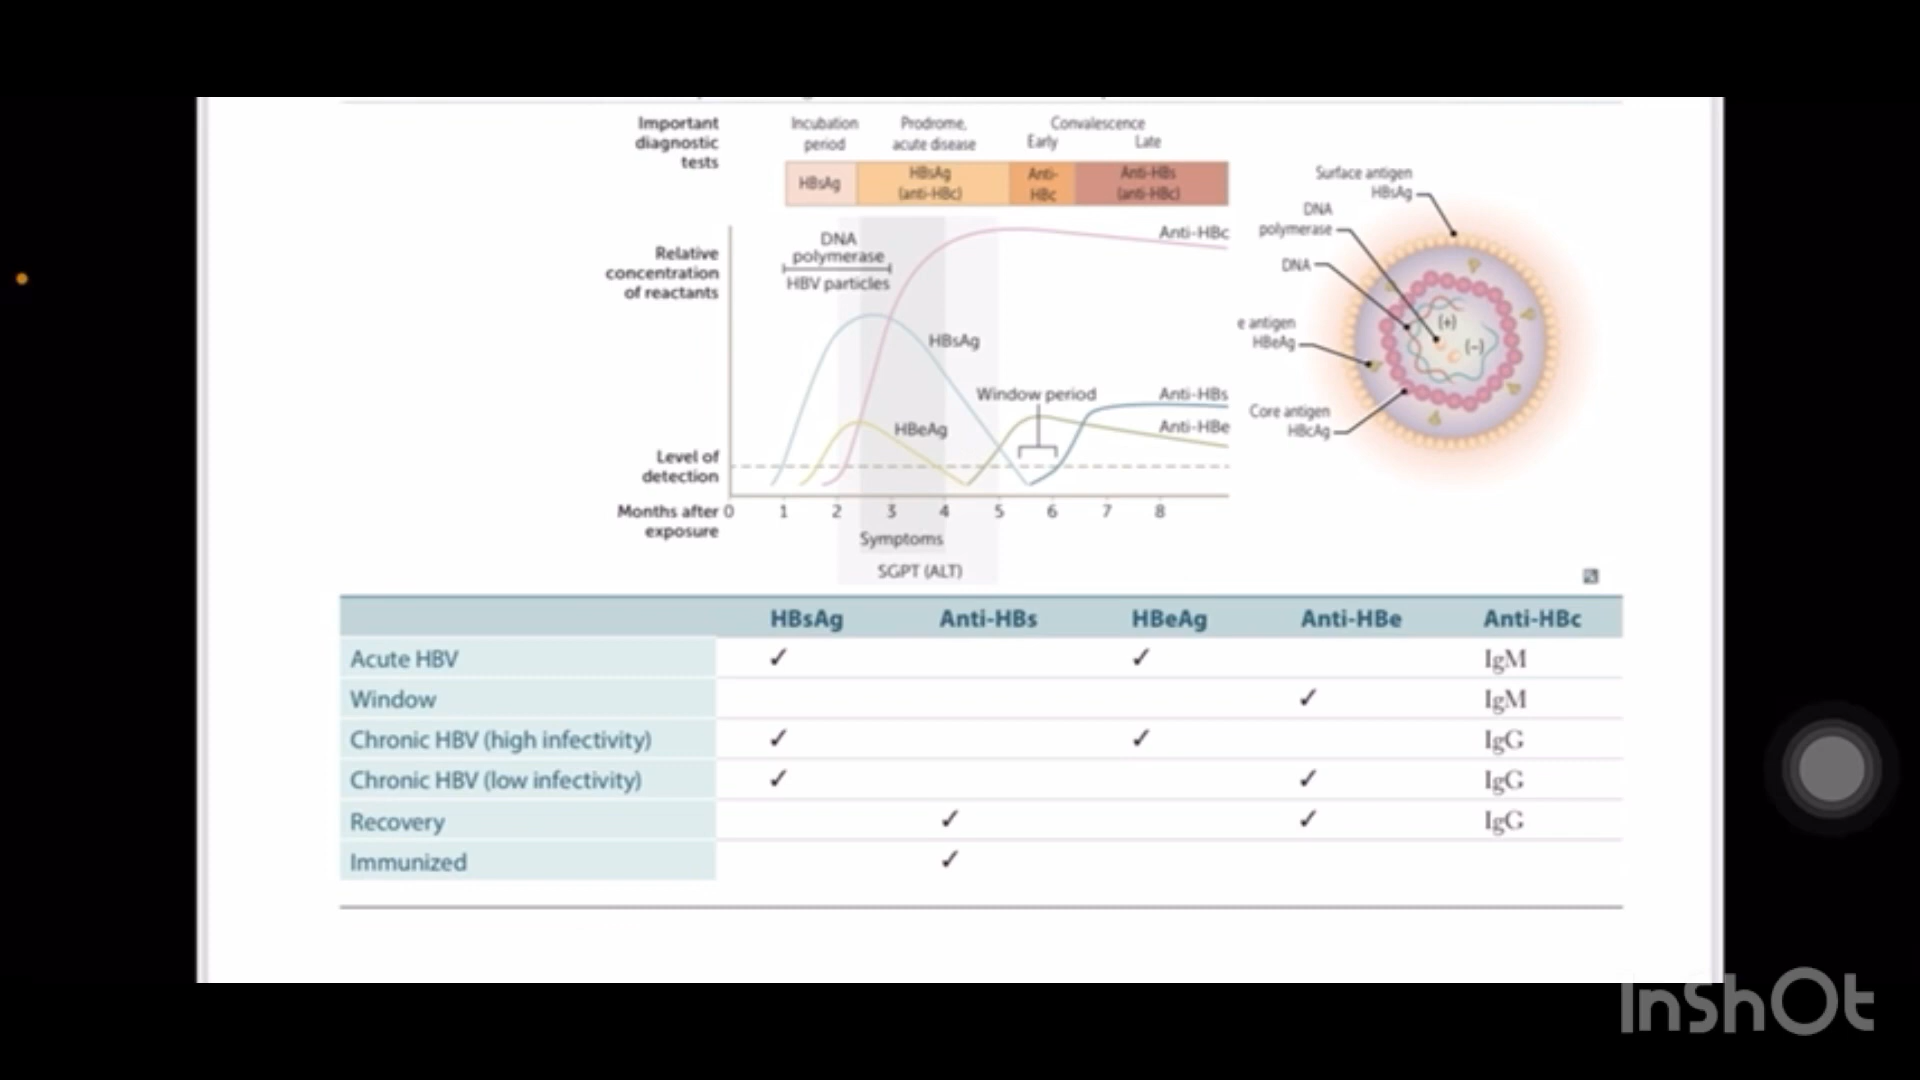 Important
diagnostic
tests
Incubation
period
Prodrome,
acute disease
Convalescence
Early
Late
HBsAg
HBsAg
(anti-HBc)
Anti-
HBc
Anti-HBs
(anti-HBc)
Relative
concentration
of reactants
DNA
polymerase
HBV particles
Anti-HBc
HBsAg
Window period
Anti-HBs
HBeAg
Anti-HBe
Level of
detection
Months after
exposure
0 1 2 3 4 5 6 7 8
Symptoms
SGPT (ALT)
Surface antigen
HBsAg
DNA
polymerase
DNA
(+)
(−)
e antigen
HBeAg
Core antigen
HBcAg
HBsAg Anti-HBs HBeAg Anti-HBe Anti-HBc
Acute HBV ✓ ✓ IgM
Window ✓ IgM
Chronic HBV (high infectivity) ✓ ✓ IgG
Chronic HBV (low infectivity) ✓ ✓ IgG
Recovery ✓ ✓ IgG
Immunized ✓
InShOt